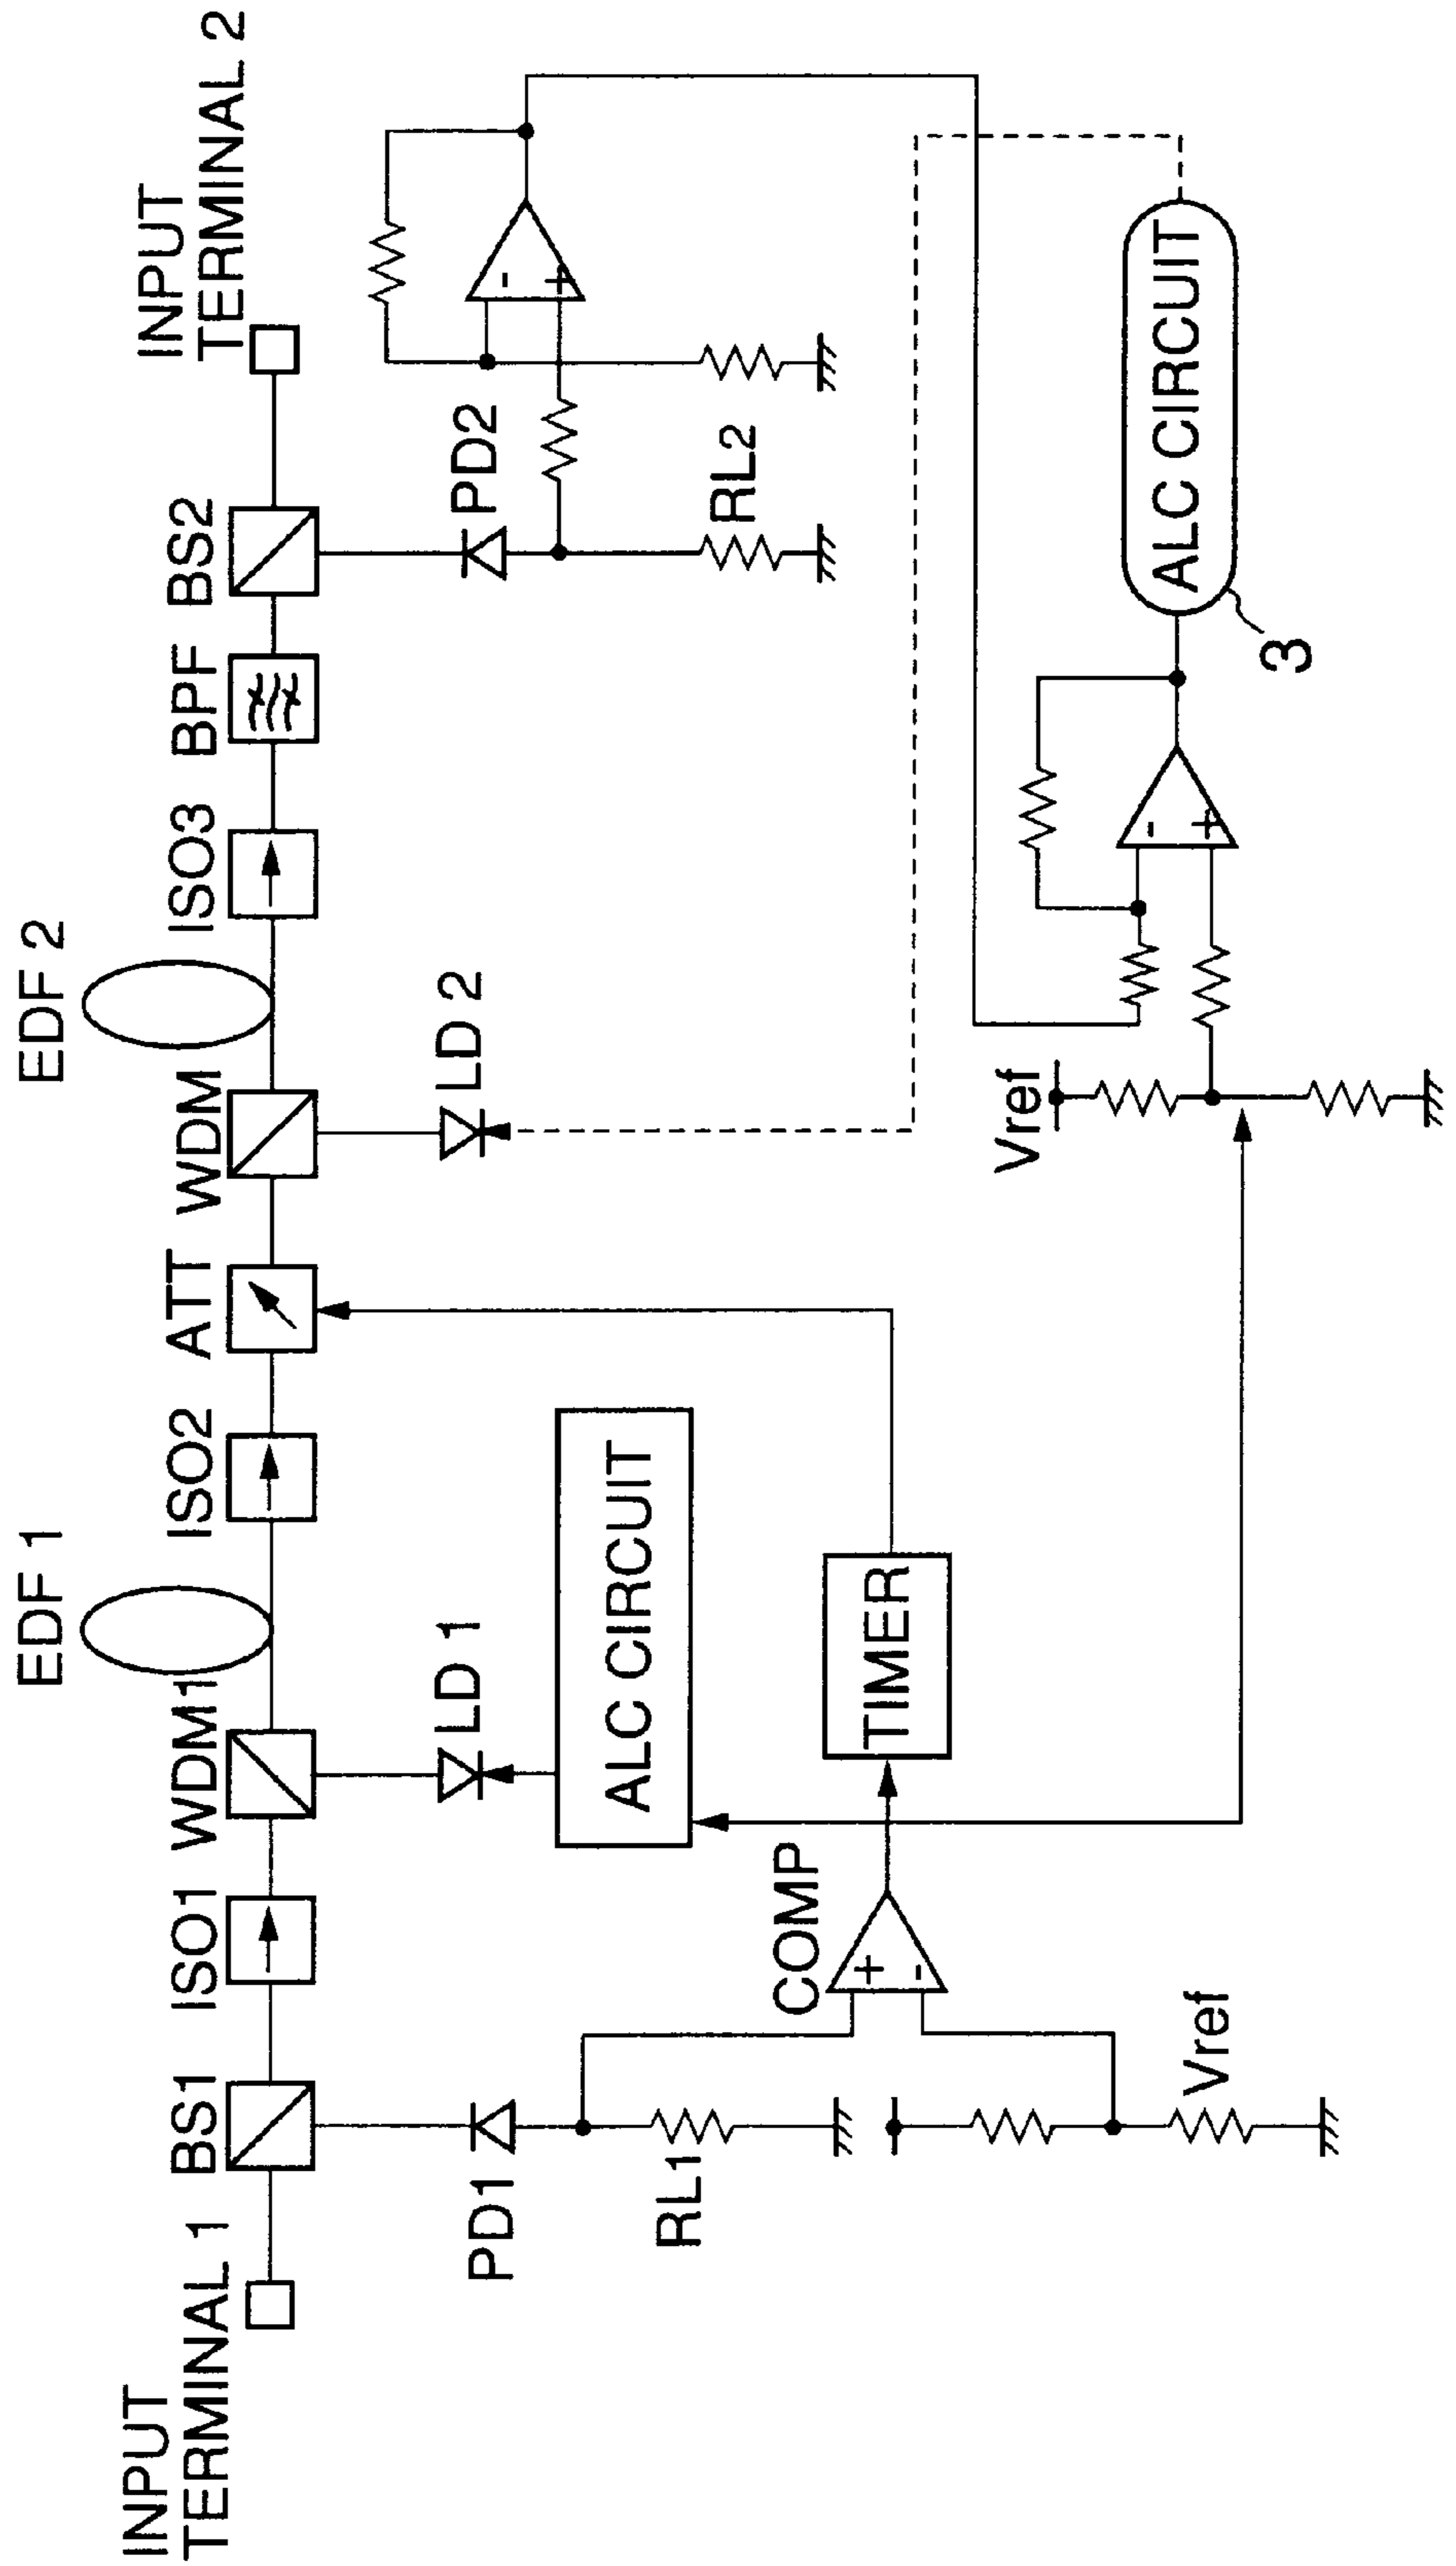 EDF 1
EDF 2
INPUT
TERMINAL 1
BS1
ISO1
WDM1
ISO2
ATT
WDM
ISO3
BPF
BS2
INPUT
TERMINAL 2
PD1
LD 1
LD 2
PD2
-
+
RL1
ALC CIRCUIT
RL2
COMP
+
-
TIMER
Vref
Vref
-
+
ALC CIRCUIT
3